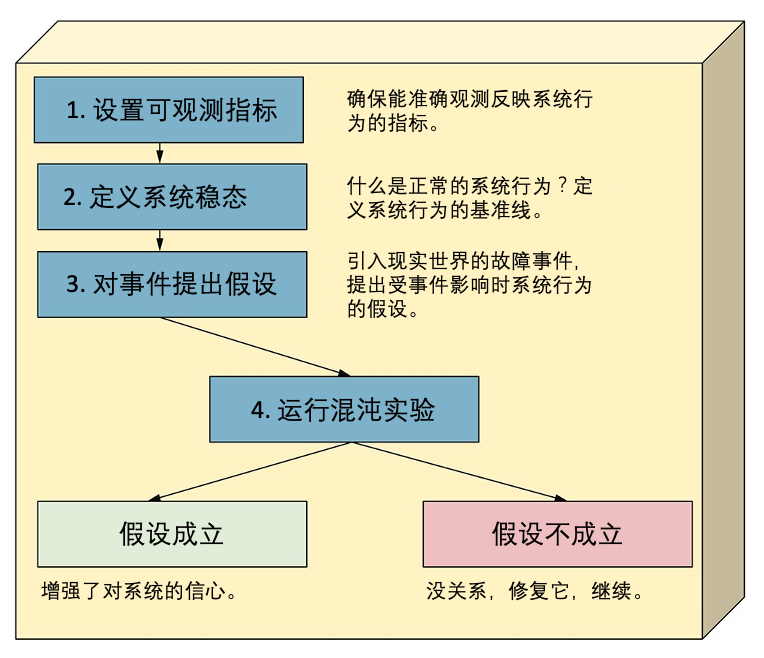 1. 设置可观测指标
确保能准确观测反映系统行
为的指标。
2. 定义系统稳态
什么是正常的系统行为？定
义系统行为的基准线。
3. 对事件提出假设
引入现实世界的故障事件，
提出受事件影响时系统行为
的假设。
4. 运行混沌实验
假设成立
假设不成立
增强了对系统的信心。
没关系，修复它，继续。